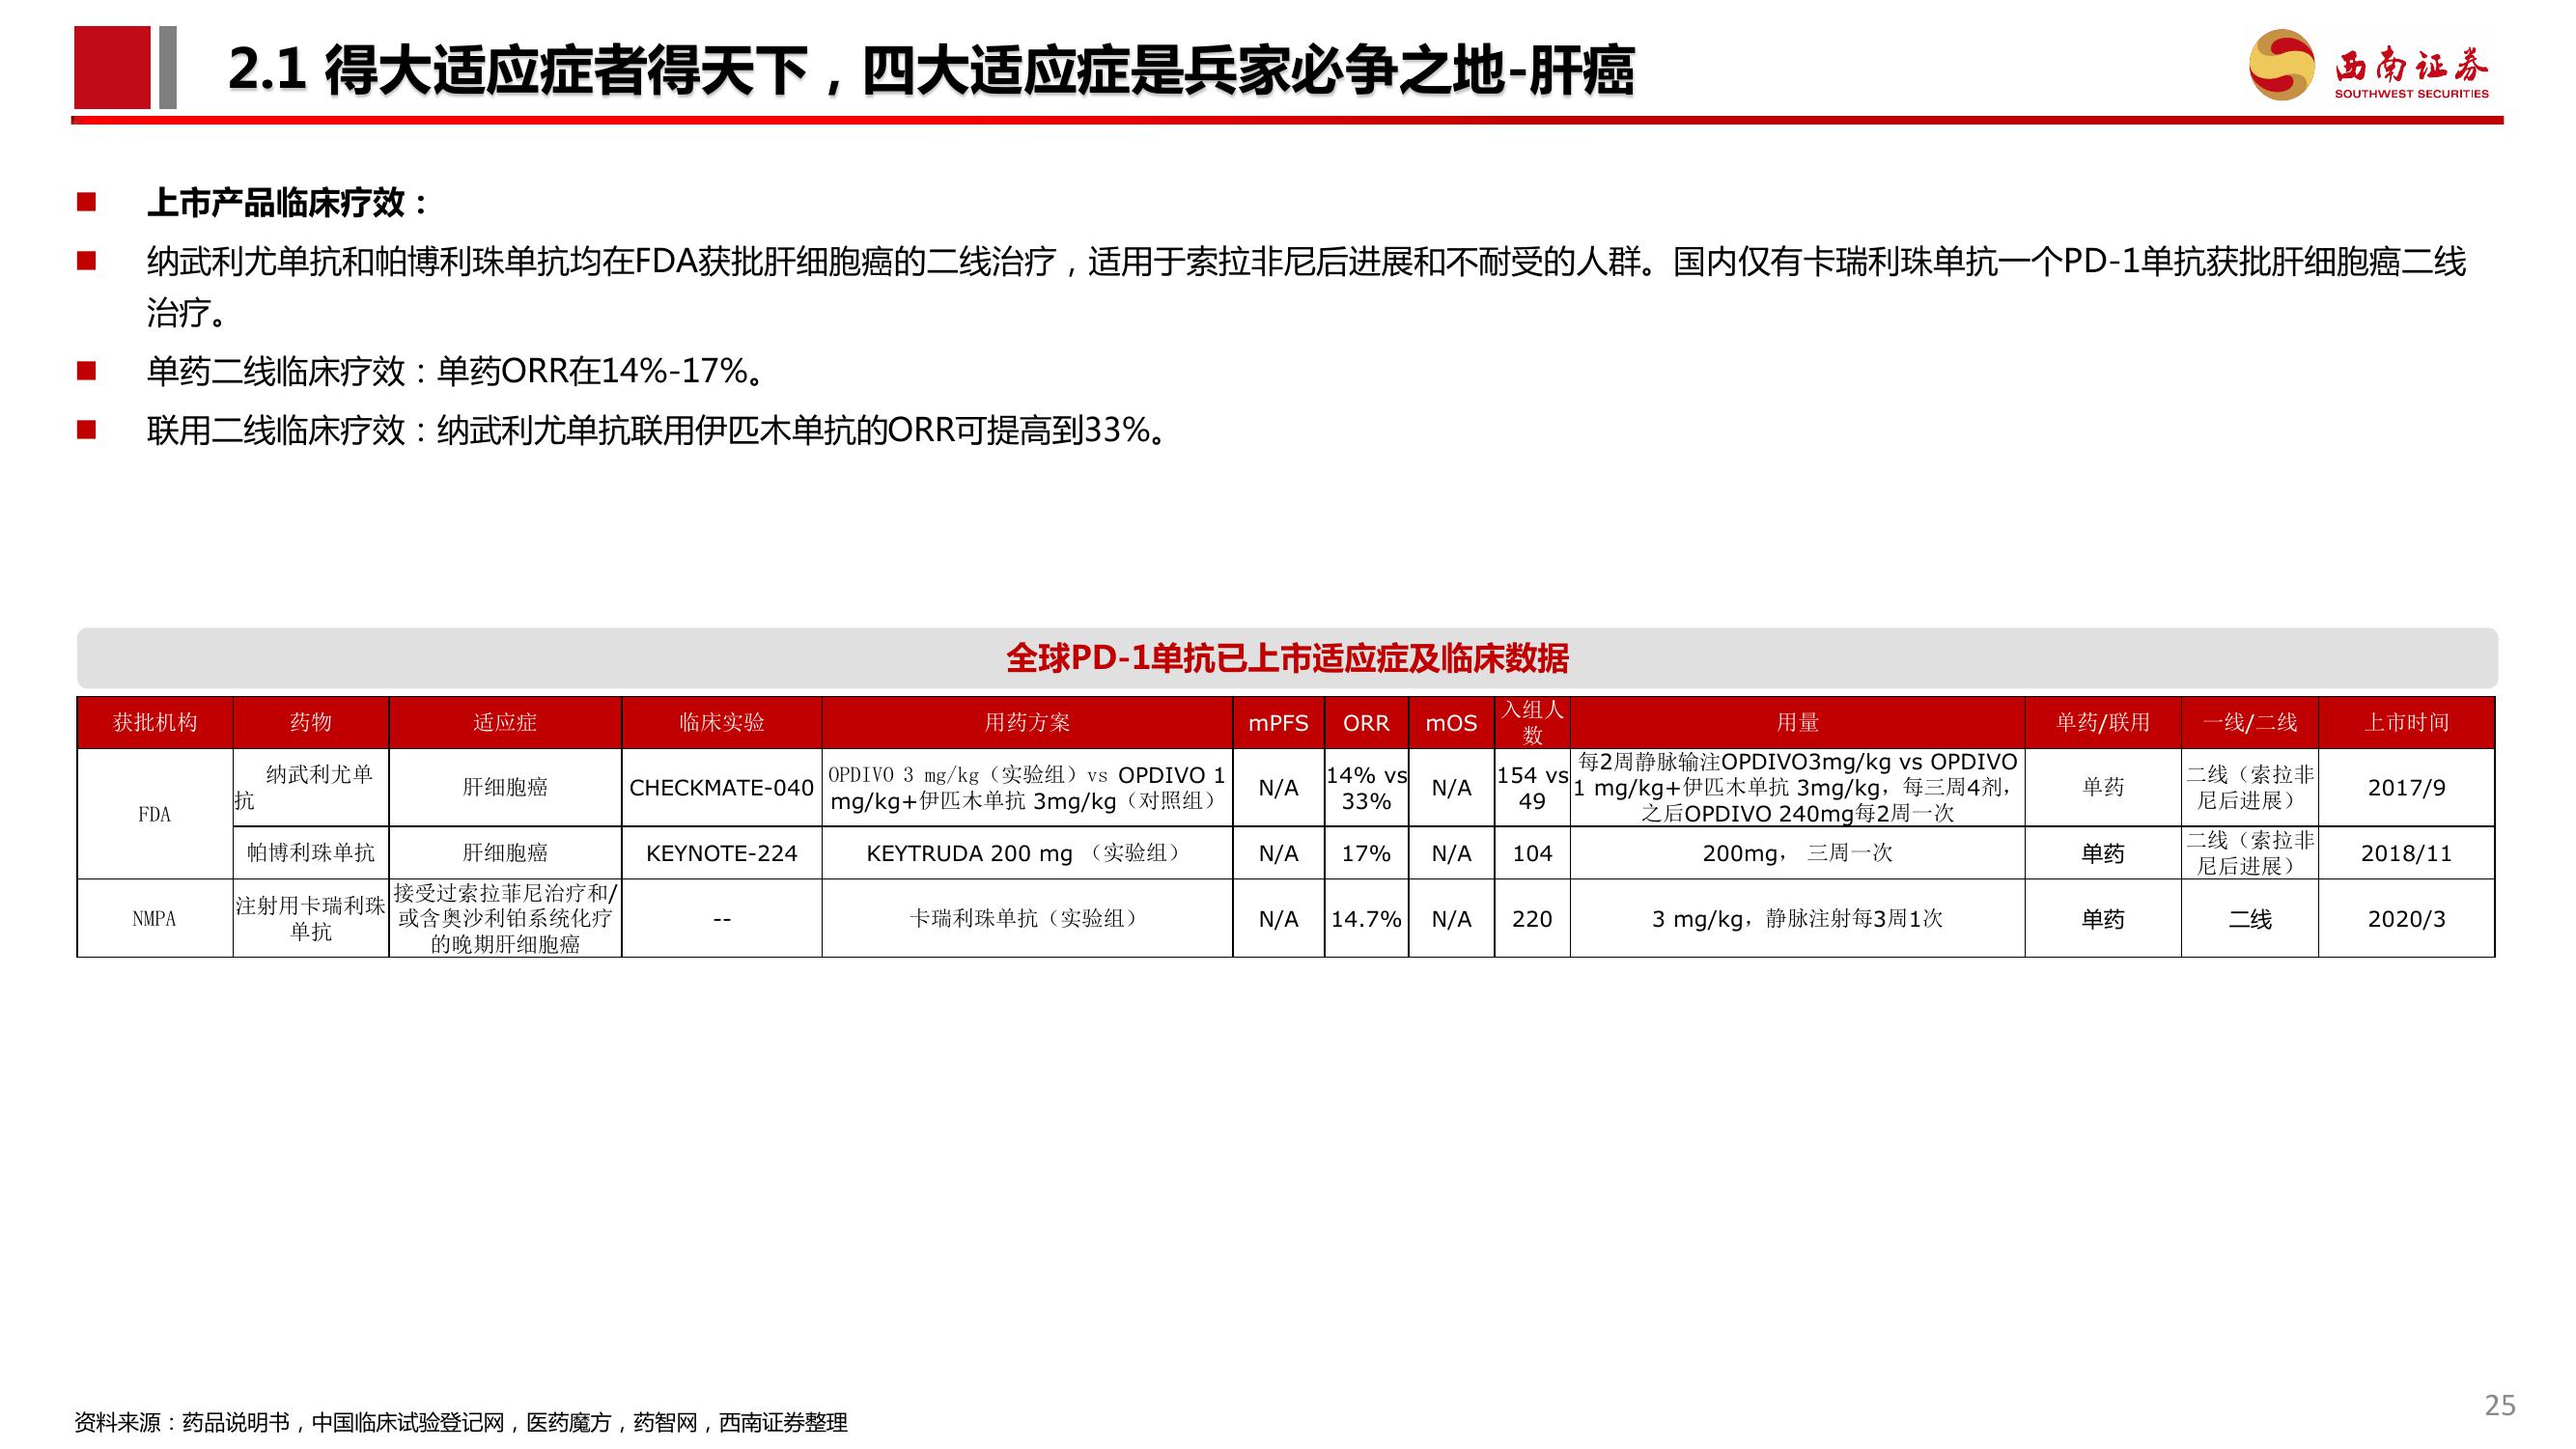 2.1 得大适应症者得天下，四大适应症是兵家必争之地-肝癌
西南证券
SOUTHWEST SECURITIES
上市产品临床疗效：
纳武利尤单抗和帕博利珠单抗均在FDA获批肝细胞癌的二线治疗，适用于索拉非尼后进展和不耐受的人群。国内仅有卡瑞利珠单抗一个PD-1单抗获批肝细胞癌二线
治疗。
单药二线临床疗效：单药ORR在14%-17%。
联用二线临床疗效：纳武利尤单抗联用伊匹木单抗的ORR可提高到33%。
全球PD-1单抗已上市适应症及临床数据
获批机构 药物 适应症 临床实验 用药方案 mPFS ORR mOS 入组人
数 用量 单药/联用 一线/二线 上市时间
FDA
纳武利尤单
抗
肝细胞癌
CHECKMATE-040
OPDIVO 3 mg/kg（实验组）vs OPDIVO 1
mg/kg+伊匹木单抗 3mg/kg（对照组）
N/A
14% vs
33%
N/A
154 vs
49
每2周静脉输注OPDIVO3mg/kg vs OPDIVO
1 mg/kg+伊匹木单抗 3mg/kg，每三周4剂，
之后OPDIVO 240mg每2周一次
单药
二线（索拉非
尼后进展）
2017/9
帕博利珠单抗
肝细胞癌
KEYNOTE-224
KEYTRUDA 200 mg （实验组）
N/A
17%
N/A
104
200mg， 三周一次
单药
二线（索拉非
尼后进展）
2018/11
NMPA
注射用卡瑞利珠
单抗
接受过索拉菲尼治疗和/
或含奥沙利铂系统化疗
的晚期肝细胞癌
--
卡瑞利珠单抗（实验组）
N/A
14.7%
N/A
220
3 mg/kg，静脉注射每3周1次
单药
二线
2020/3
资料来源：药品说明书，中国临床试验登记网，医药魔方，药智网，西南证券整理
25